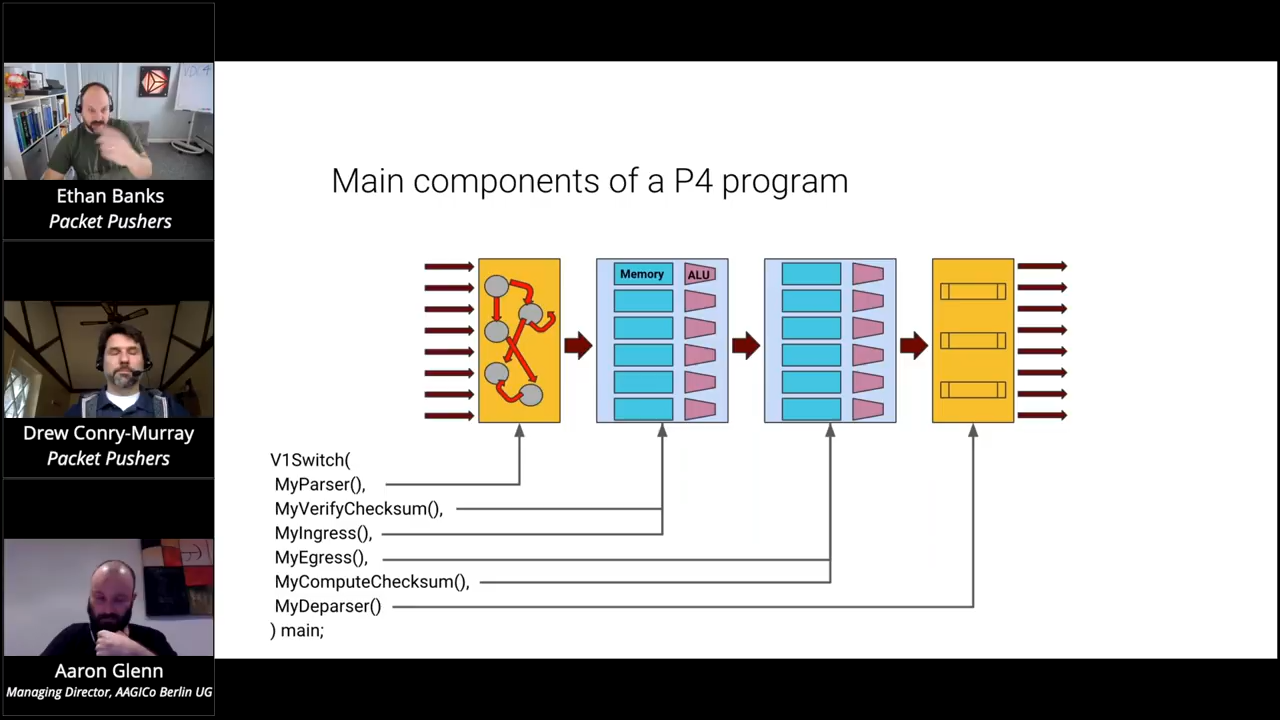 Ethan Banks
Packet Pushers
Drew Conry-Murray
Packet Pushers
Aaron Glenn
Managing Director, AAGICo Berlin UG
Main components of a P4 program
Memory ALU
V1Switch(
MyParser(),
MyVerifyChecksum(),
MyIngress(),
MyEgress(),
MyComputeChecksum(),
MyDeparser()
) main;